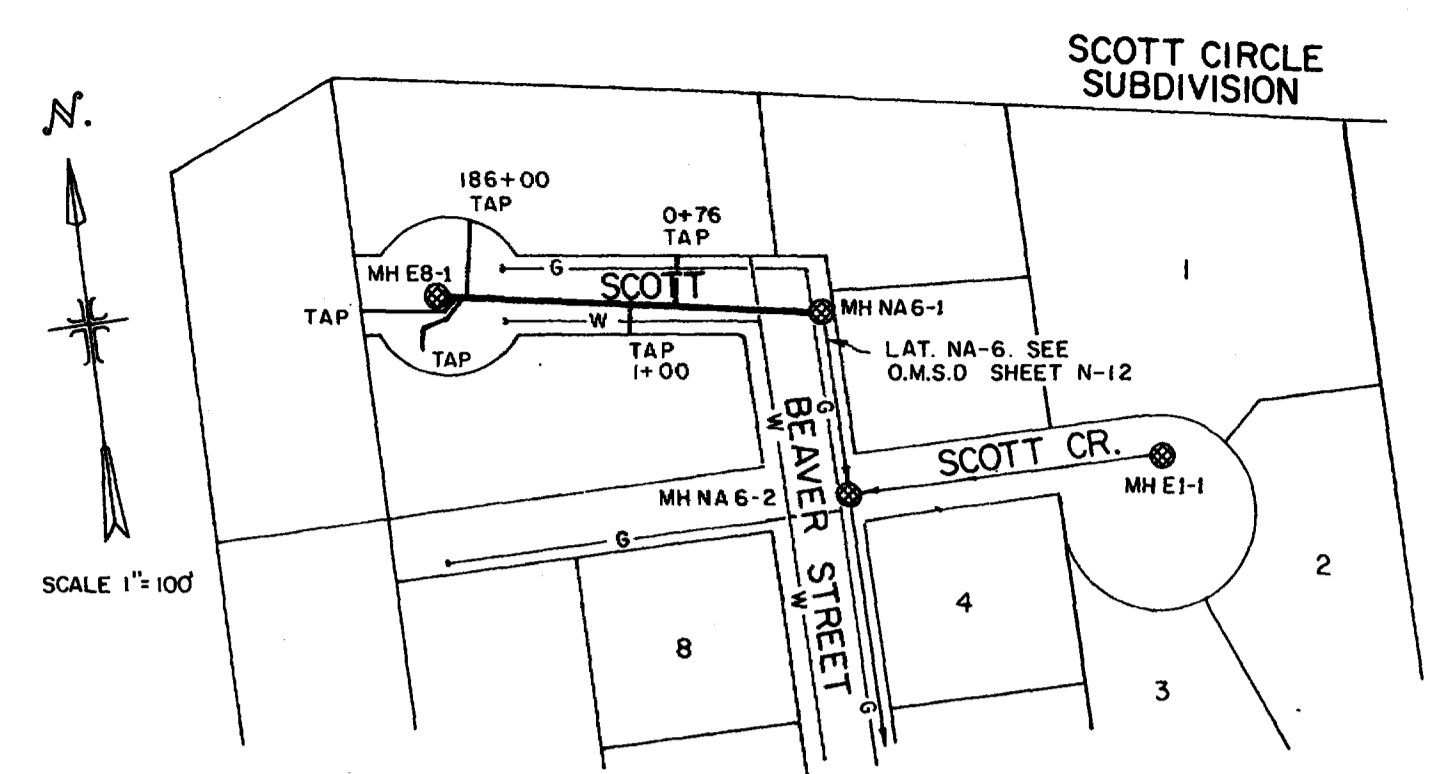 SCOTT CIRCLE
SUBDIVISION
N.
186+00
TAP
0+76
TAP
MH E8-1
G
SCOTT
1
TAP
W
MH NA6-1
TAP
TAP
1+00
LAT. NA-6. SEE
O.M.S.D SHEET N-12
G
W
BEAVER STREET
SCOTT CR.
MH NA6-2
MH E1-1
G
SCALE 1"=100'
W
2
4
8
3
G